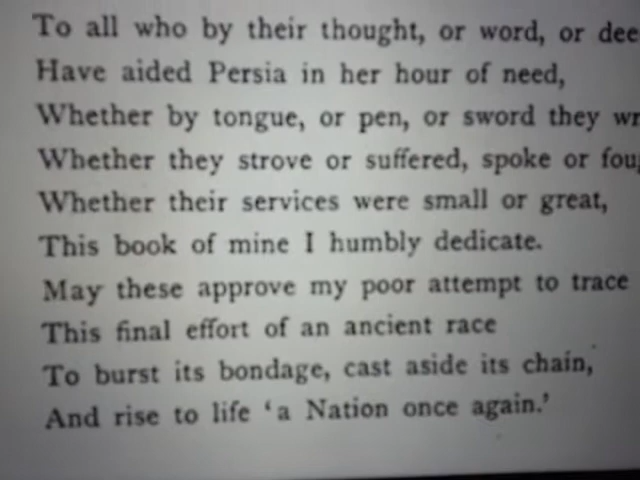 To all who by their thought, or word, or dee
Have aided Persia in her hour of need,
Whether by tongue, or pen, or sword they wr
Whether they strove or suffered, spoke or fou
Whether their services were small or great,
This book of mine I humbly dedicate.
May these approve my poor attempt to trace
This final effort of an ancient race
To burst its bondage, cast aside its chain,
And rise to life ‘a Nation once again.’